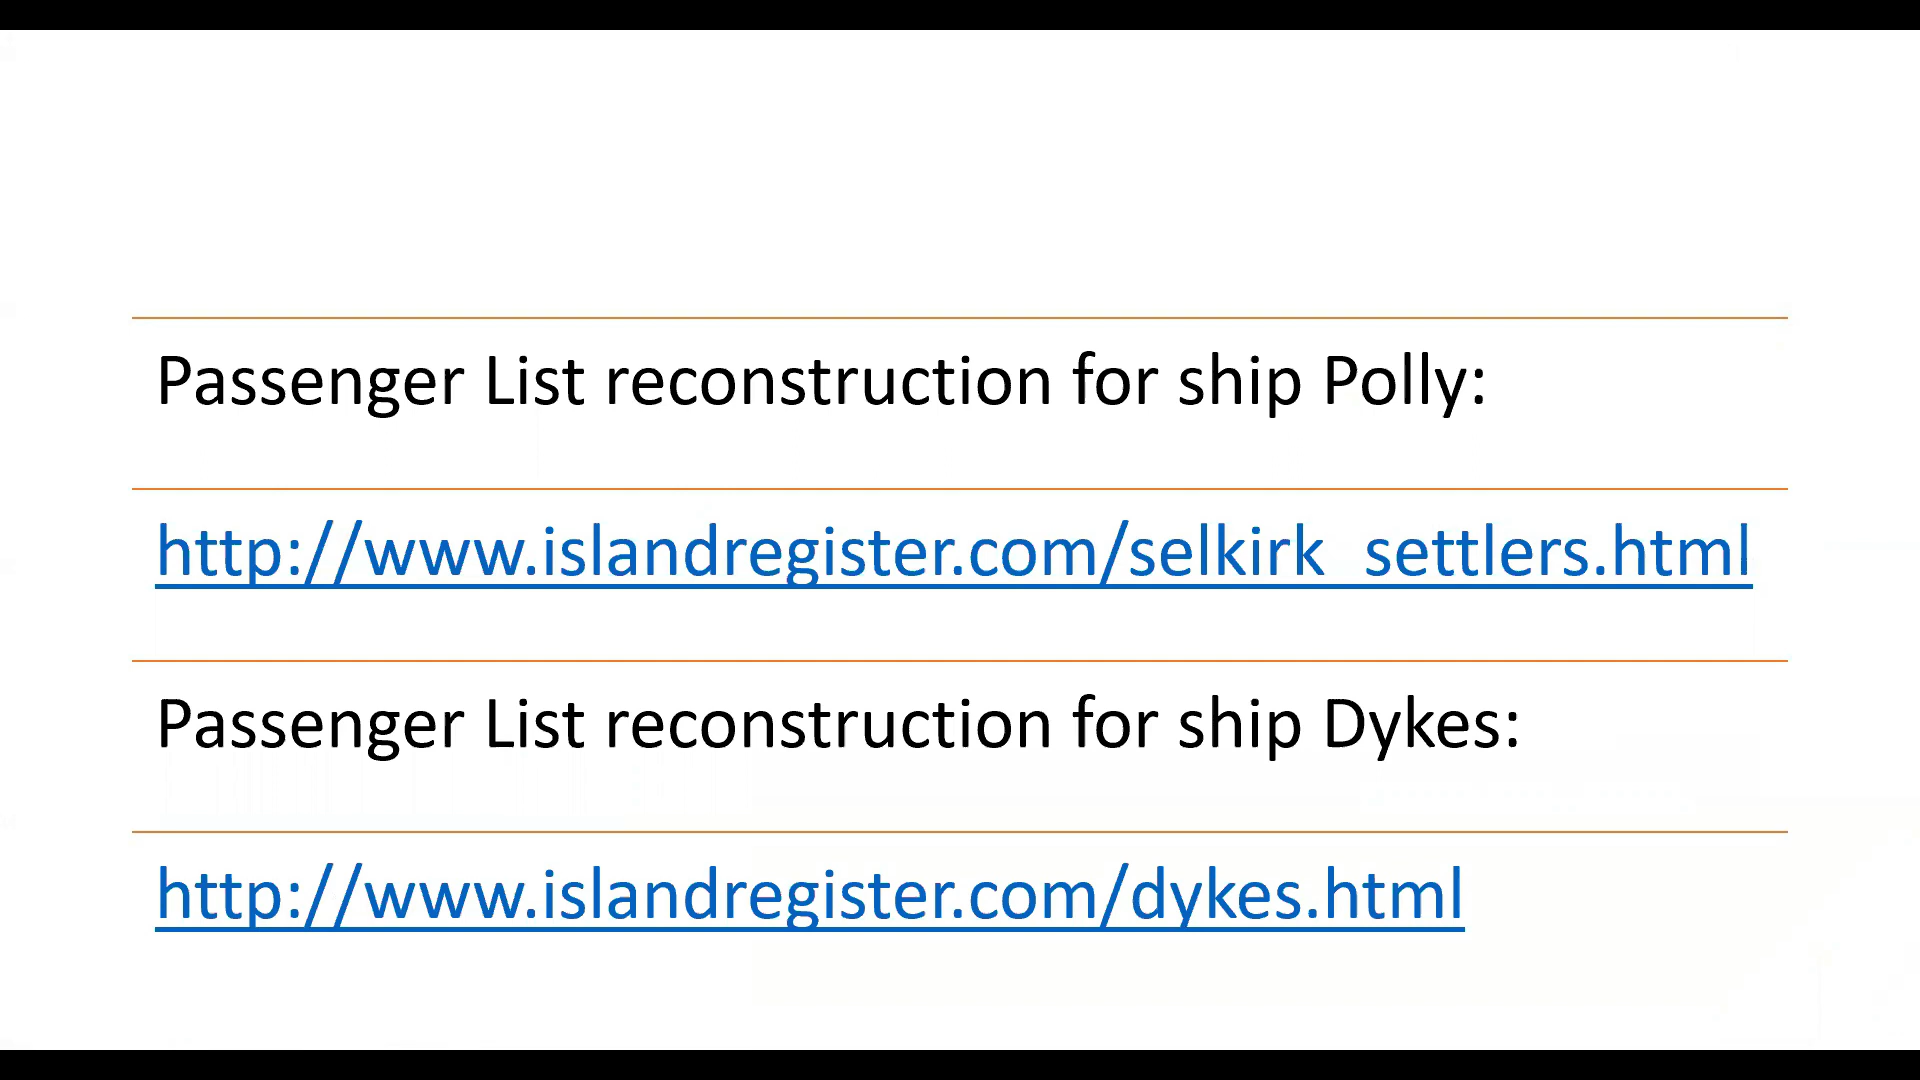 Passenger List reconstruction for ship Polly:
http://www.islandregister.com/selkirk_settlers.html
Passenger List reconstruction for ship Dykes:
http://www.islandregister.com/dykes.html